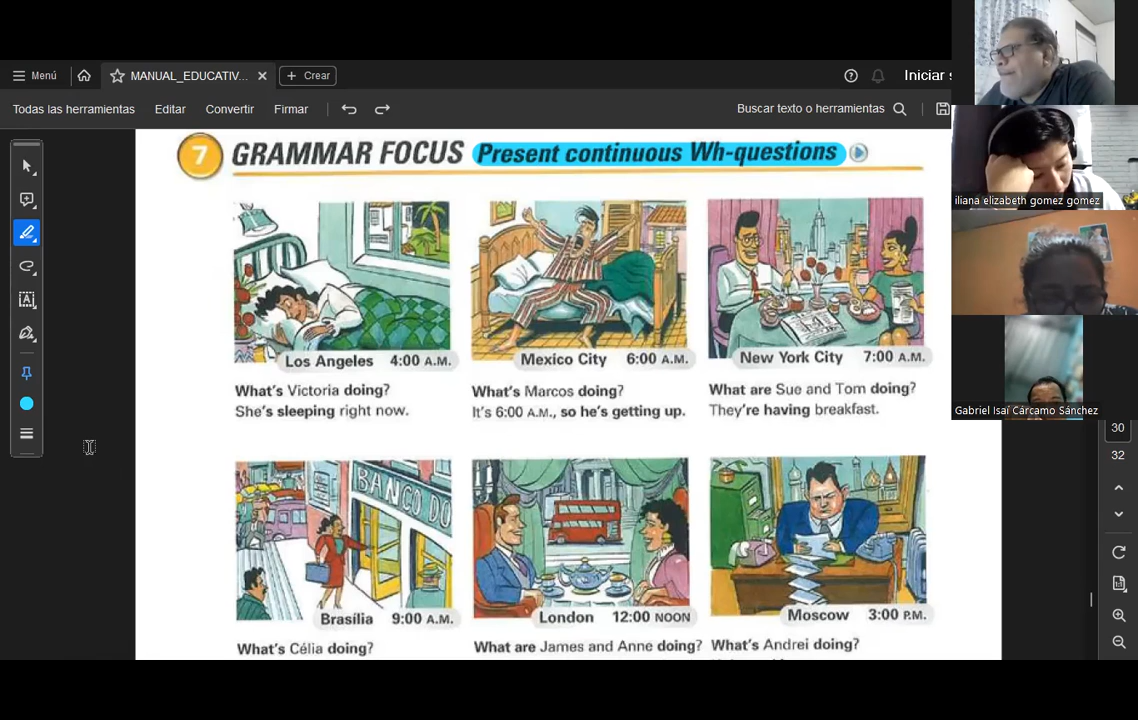 Menú
MANUAL_EDUCATIV...
Crear
Iniciar s
Todas las herramientas
Editar
Convertir
Firmar
Buscar texto o herramientas
7 GRAMMAR FOCUS Present continuous Wh-questions
Los Angeles 4:00 A.M.
What's Victoria doing?
She's sleeping right now.
Mexico City 6:00 A.M.
What's Marcos doing?
It's 6:00 A.M., so he's getting up.
New York City 7:00 A.M.
What are Sue and Tom doing?
They're having breakfast.
BANCO DO
Brasília 9:00 A.M.
What's Célia doing?
London 12:00 NOON
What are James and Anne doing?
Moscow 3:00 P.M.
What's Andrei doing?
iliana elizabeth gomez gomez
Gabriel Isaí Cárcamo Sánchez
30
32
1:1